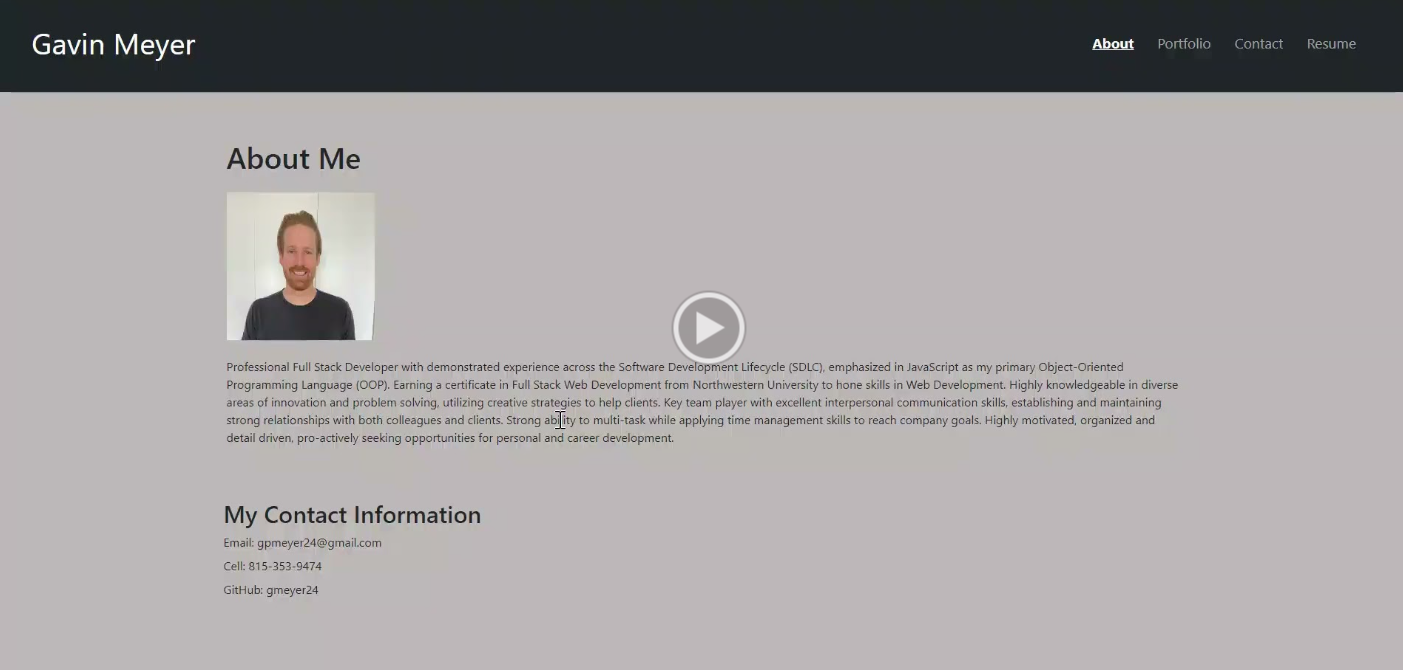 Gavin Meyer
About Portfolio Contact Resume
About Me
Professional Full Stack Developer with demonstrated experience across the Software Development Lifecycle (SDLC), emphasized in JavaScript as my primary Object-Oriented
Programming Language (OOP). Earning a certificate in Full Stack Web Development from Northwestern University to hone skills in Web Development. Highly knowledgeable in diverse
areas of innovation and problem solving, utilizing creative strategies to help clients. Key team player with excellent interpersonal communication skills, establishing and maintaining
strong relationships with both colleagues and clients. Strong ability to multi-task while applying time management skills to reach company goals. Highly motivated, organized and
detail driven, pro-actively seeking opportunities for personal and career development.
My Contact Information
Email: gpmeyer24@gmail.com
Cell: 815-353-9474
GitHub: gmeyer24